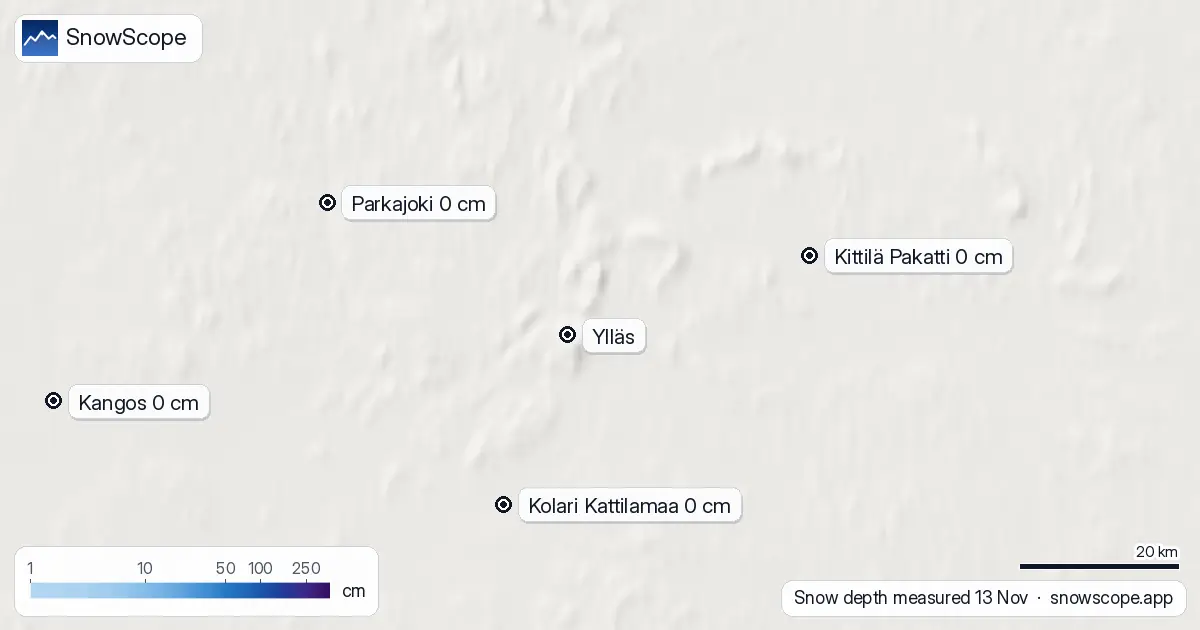 SnowScope
Parkajoki 0 cm
Kittilä Pakatti 0 cm
Ylläs
Kangos 0 cm
Kolari Kattilamaa 0 cm
1 10 50 100 250
cm
20 km
Snow depth measured 13 Nov · snowscope.app